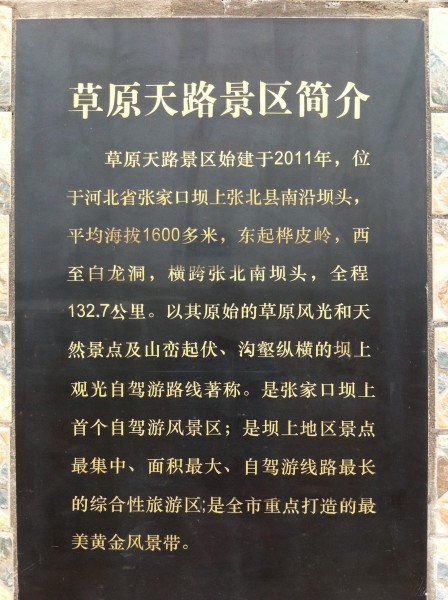 草原天路景区简介
草原天路景区始建于2011年，位
于河北省张家口坝上张北县南沿坝头，
平均海拔1600多米，东起桦皮岭，西
至白龙洞，横跨张北南坝头，全程
132.7公里。以其原始的草原风光和天
然景点及山峦起伏、沟壑纵横的坝上
观光自驾游路线著称。是张家口坝上
首个自驾游风景区；是坝上地区景点
最集中、面积最大、自驾游线路最长
的综合性旅游区;是全市重点打造的最
美黄金风景带。